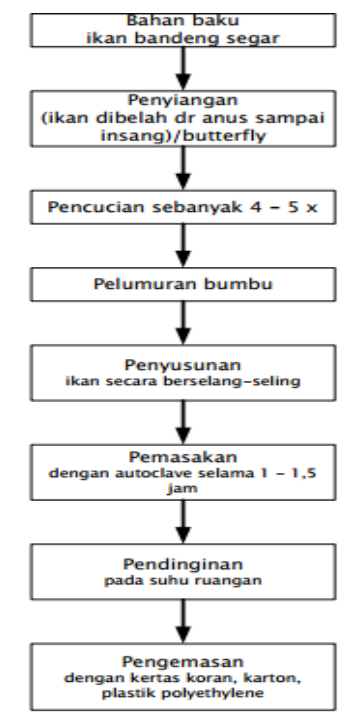 Bahan baku
ikan bandeng segar
Penyiangan
(ikan dibelah dr anus sampai
insang)/butterfly
Pencucian sebanyak 4 – 5 x
Pelumuran bumbu
Penyusunan
ikan secara berselang-seling
Pemasakan
dengan autoclave selama 1 – 1,5
jam
Pendinginan
pada suhu ruangan
Pengemasan
dengan kertas koran, karton,
plastik polyethylene